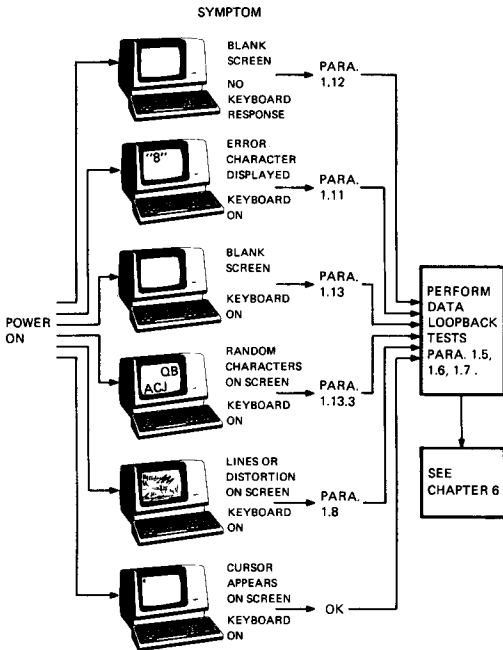 SYMPTOM
BLANK
SCREEN
NO
KEYBOARD
RESPONSE
PARA.
1.12
"8"
ERROR
CHARACTER
DISPLAYED
KEYBOARD
ON
PARA.
1.11
BLANK
SCREEN
KEYBOARD
ON
PARA.
1.13
POWER
ON
QB
ACJ
RANDOM
CHARACTERS
ON SCREEN
KEYBOARD
ON
PARA.
1.13.3
LINES OR
DISTORTION
ON SCREEN
KEYBOARD
ON
PARA.
1.8
CURSOR
APPEARS
ON SCREEN
KEYBOARD
ON
OK
PERFORM
DATA
LOOPBACK
TESTS
PARA. 1.5,
1.6, 1.7 .
SEE
CHAPTER 6